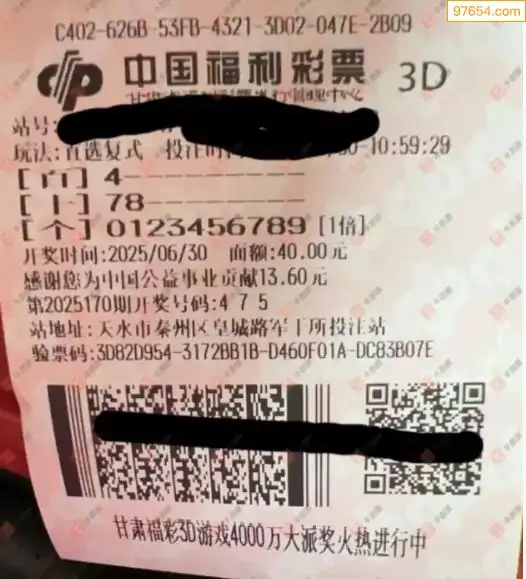 97654.com
C402-626B-53FB-4321-3D02-047E-2B09
中国福利彩票 3D
站号:
玩法:直选复式 投注时 10:59:29
[百] 4----------
[十] 78---------
[个] 0123456789 [1倍]
开奖时间:2025/06/30 面额:40.00元
感谢您为中国公益事业贡献13.60元
第2025170期开奖号码:4 7 5
站地址:天水市秦州区皇城路军干所投注站
验票码:3D82D954-3172BB1B-D460F01A-DCB3B07E
甘肃福彩3D游戏4000万大派奖火热进行中